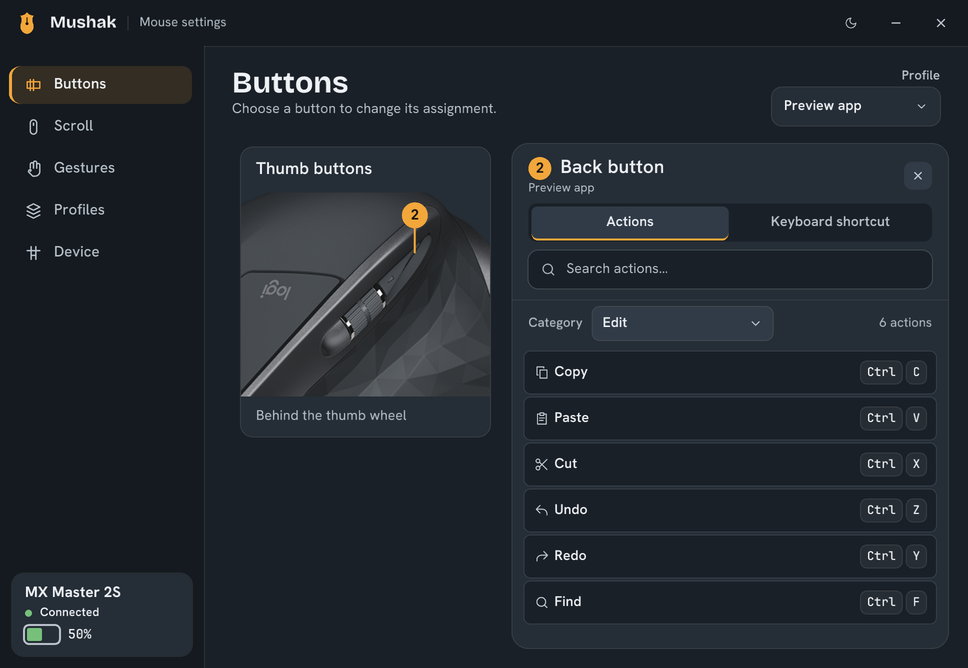 Mushak
Mouse settings
Buttons
Scroll
Gestures
Profiles
Device
MX Master 2S
Connected
50%
Buttons
Choose a button to change its assignment.
Profile
Preview app
Thumb buttons
2
logi
Behind the thumb wheel
2 Back button
Preview app
Actions
Keyboard shortcut
Search actions...
Category
Edit
6 actions
Copy Ctrl C
Paste Ctrl V
Cut Ctrl X
Undo Ctrl Z
Redo Ctrl Y
Find Ctrl F